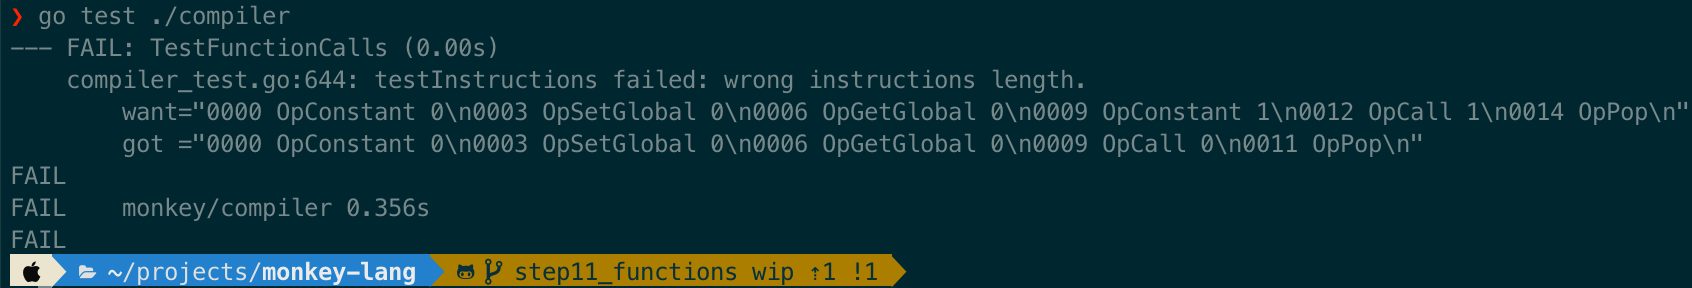 ❯ go test ./compiler
--- FAIL: TestFunctionCalls (0.00s)
    compiler_test.go:644: testInstructions failed: wrong instructions length.
        want="0000 OpConstant 0\n0003 OpSetGlobal 0\n0006 OpGetGlobal 0\n0009 OpConstant 1\n0012 OpCall 1\n0014 OpPop\n"
        got ="0000 OpConstant 0\n0003 OpSetGlobal 0\n0006 OpGetGlobal 0\n0009 OpCall 0\n0011 OpPop\n"
FAIL
FAIL    monkey/compiler 0.356s
FAIL
~/projects/monkey-lang step11_functions wip ⇡1 !1